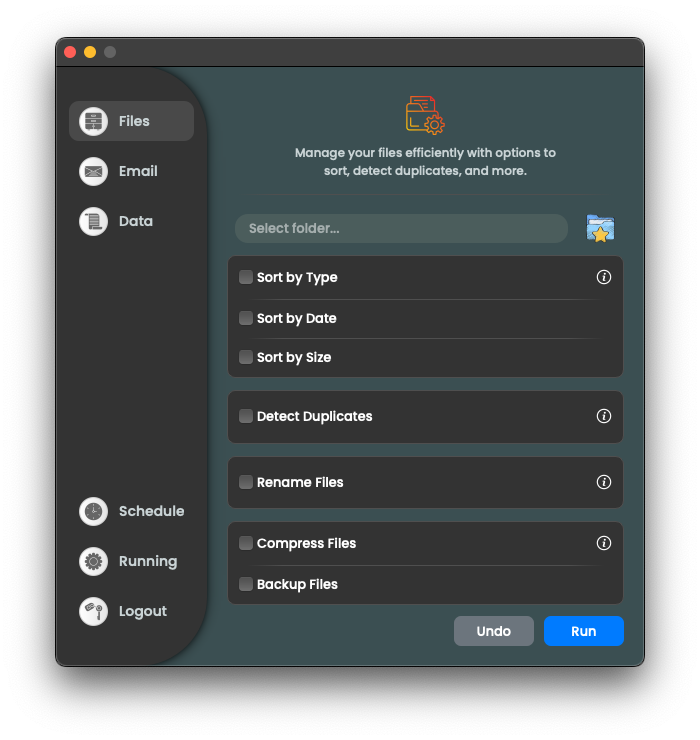 Files
Email
Data
Schedule
Running
Logout
Manage your files efficiently with options to
sort, detect duplicates, and more.
Select folder...
Sort by Type
Sort by Date
Sort by Size
Detect Duplicates
Rename Files
Compress Files
Backup Files
Undo
Run